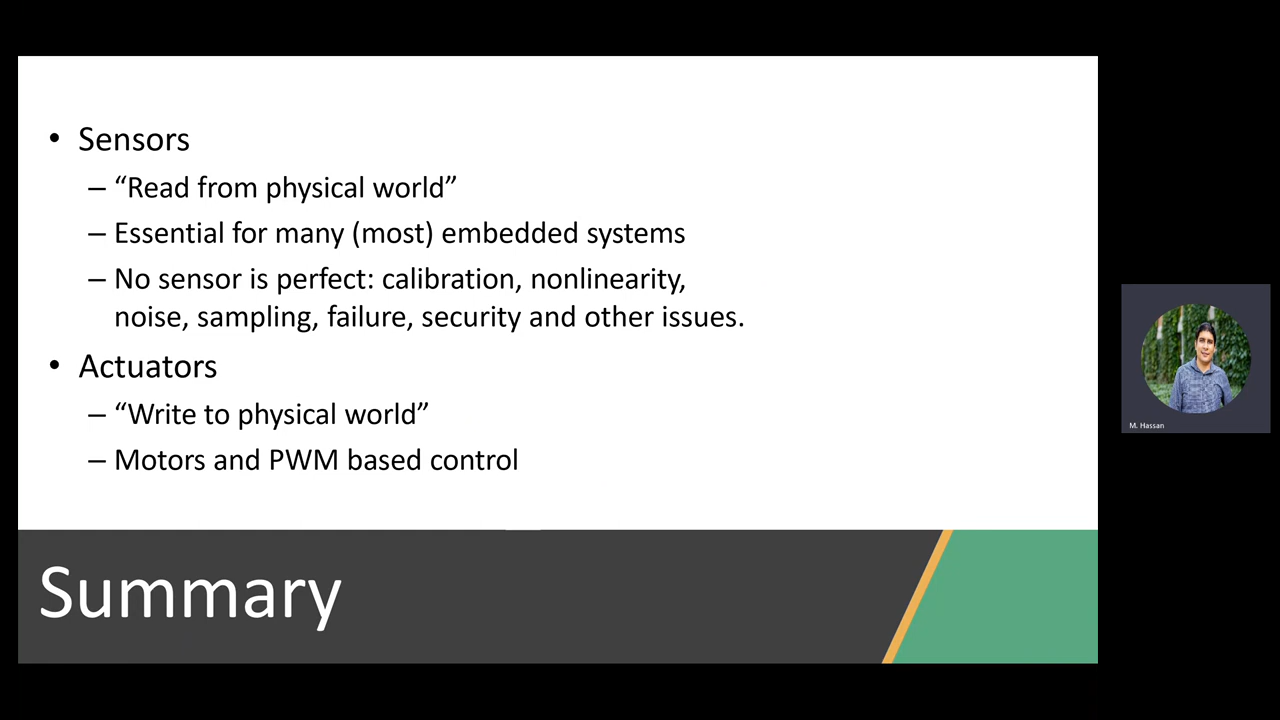 • Sensors
– “Read from physical world”
– Essential for many (most) embedded systems
– No sensor is perfect: calibration, nonlinearity,
noise, sampling, failure, security and other issues.
• Actuators
– “Write to physical world”
– Motors and PWM based control
Summary
M. Hassan